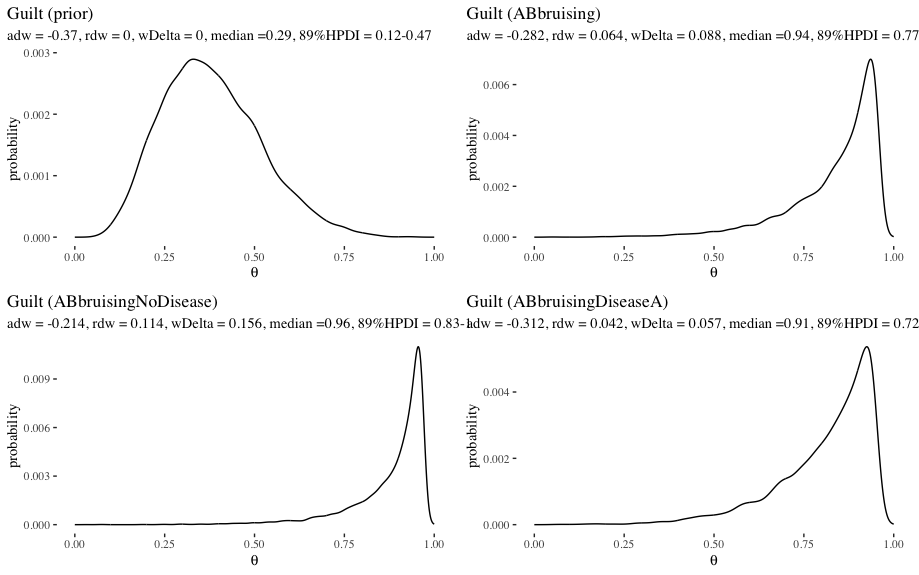 Guilt (prior)
adw = -0.37, rdw = 0, wDelta = 0, median =0.29, 89%HPDI = 0.12-0.47
0.003
0.002
0.001
0.000
probability
0.00 0.25 0.50 0.75 1.00
θ
Guilt (ABbruising)
adw = -0.282, rdw = 0.064, wDelta = 0.088, median =0.94, 89%HPDI = 0.77
0.006
0.004
0.002
0.000
probability
0.00 0.25 0.50 0.75 1.00
θ
Guilt (ABbruisingNoDisease)
adw = -0.214, rdw = 0.114, wDelta = 0.156, median =0.96, 89%HPDI = 0.83-
0.009
0.006
0.003
0.000
probability
0.00 0.25 0.50 0.75 1.00
θ
Guilt (ABbruisingDiseaseA)
adw = -0.312, rdw = 0.042, wDelta = 0.057, median =0.91, 89%HPDI = 0.72
0.004
0.002
0.000
probability
0.00 0.25 0.50 0.75 1.00
θ